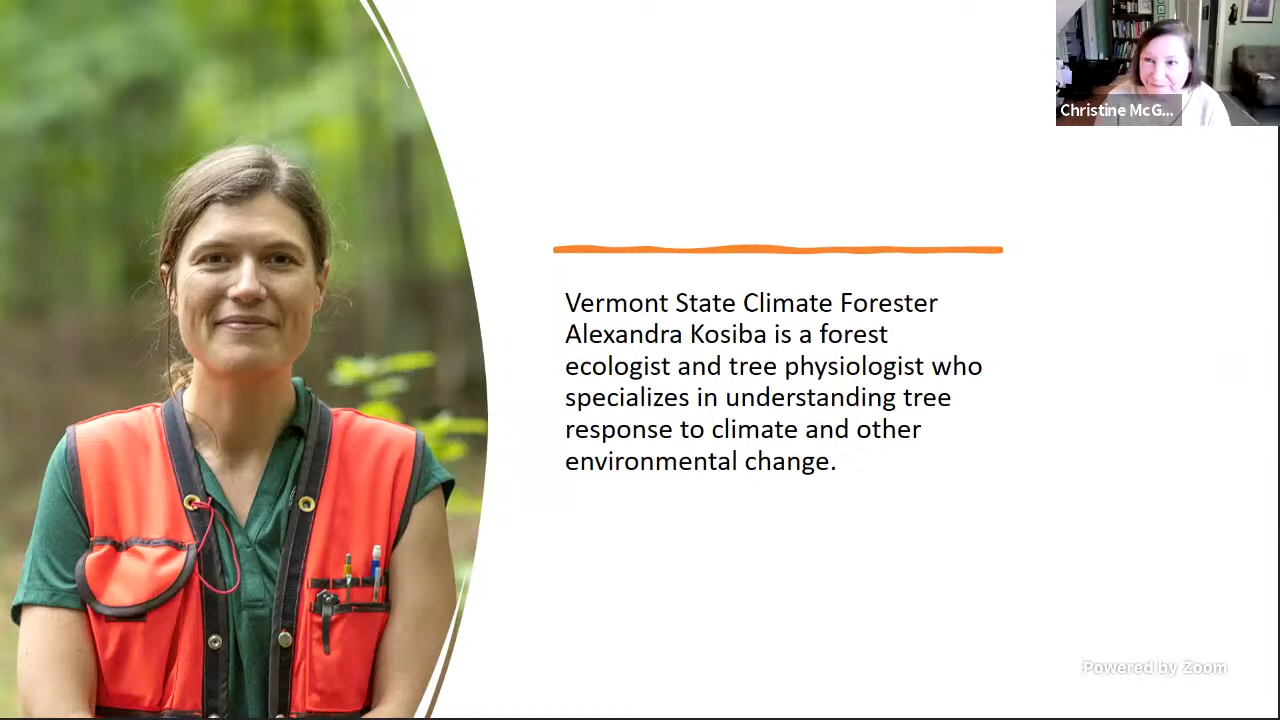 Christine McG...
Vermont State Climate Forester
Alexandra Kosiba is a forest
ecologist and tree physiologist who
specializes in understanding tree
response to climate and other
environmental change.
Powered by Zoom